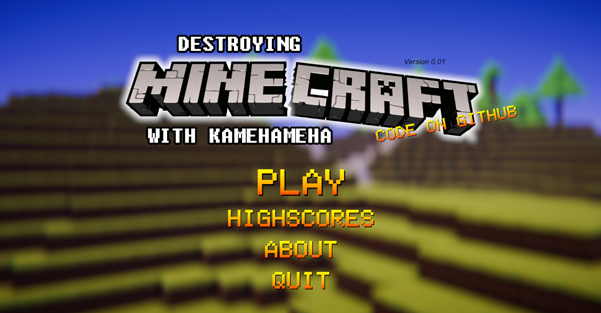 DESTROYING
Version 0.01
MINECRAFT
CODE ON GITHUB
WITH KAMEHAMEHA
PLAY
HIGHSCORES
ABOUT
QUIT